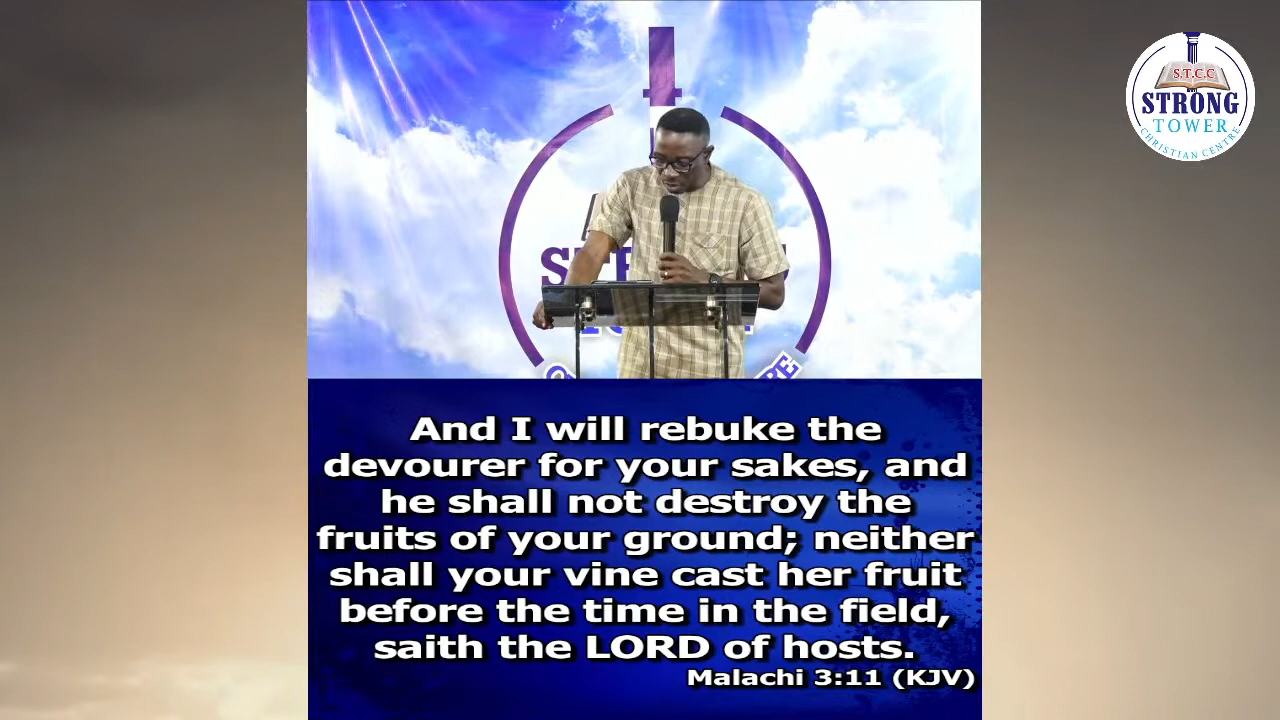 S.T.C.C
STRONG
TOWER
CHRISTIAN CENTRE
And I will rebuke the
devourer for your sakes, and
he shall not destroy the
fruits of your ground; neither
shall your vine cast her fruit
before the time in the field,
saith the LORD of hosts.
Malachi 3:11 (KJV)